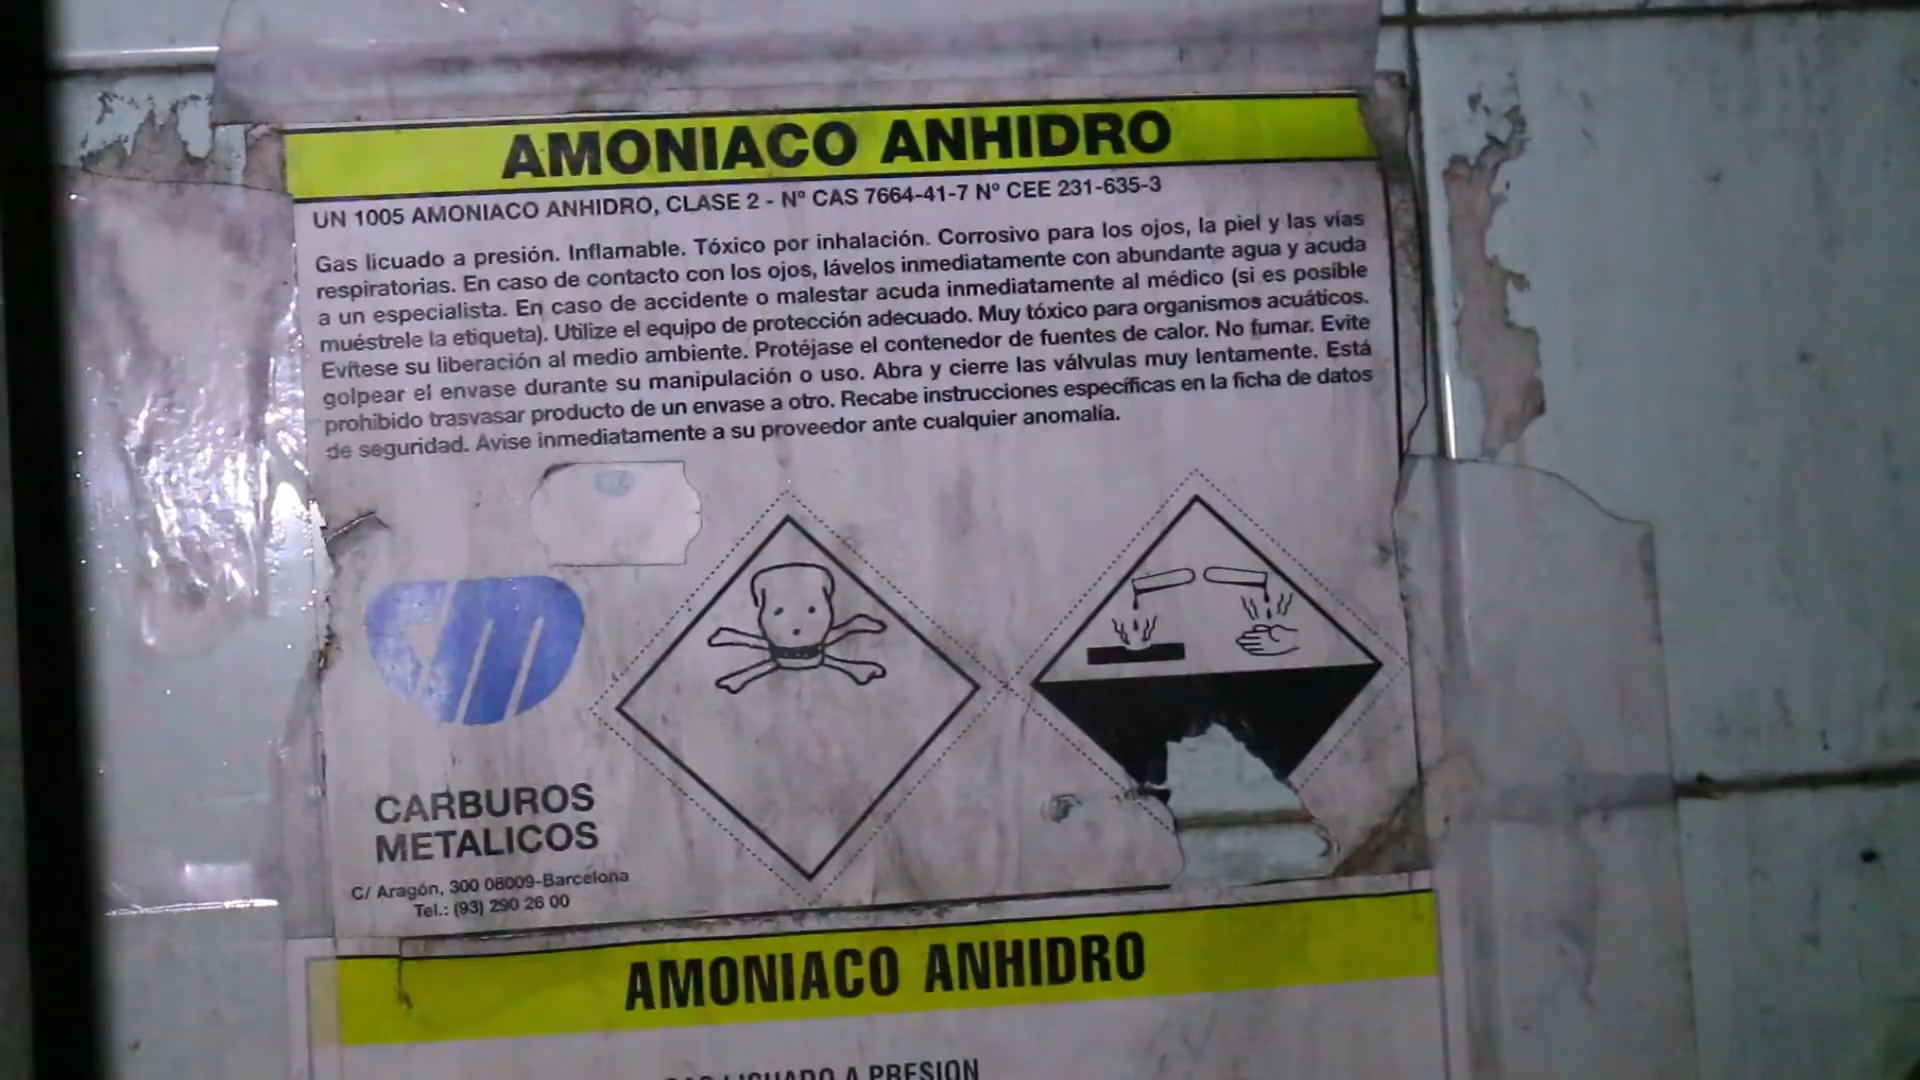 AMONIACO ANHIDRO
UN 1005 AMONIACO ANHIDRO, CLASE 2 - Nº CAS 7664-41-7 Nº CEE 231-635-3
Gas licuado a presión. Inflamable. Tóxico por inhalación. Corrosivo para los ojos, la piel y las vías
respiratorias. En caso de contacto con los ojos, lávelos inmediatamente con abundante agua y acuda
a un especialista. En caso de accidente o malestar acuda inmediatamente al médico (si es posible
muéstrele la etiqueta). Utilize el equipo de protección adecuado. Muy tóxico para organismos acuáticos.
Evítese su liberación al medio ambiente. Protéjase el contenedor de fuentes de calor. No fumar. Evite
golpear el envase durante su manipulación o uso. Abra y cierre las válvulas muy lentamente. Está
prohibido trasvasar producto de un envase a otro. Recabe instrucciones específicas en la ficha de datos
de seguridad. Avise inmediatamente a su proveedor ante cualquier anomalía.
CARBUROS
METALICOS
C/ Aragón, 300 08009-Barcelona
Tel.: (93) 290 26 00
AMONIACO ANHIDRO
GAS LICUADO A PRESION